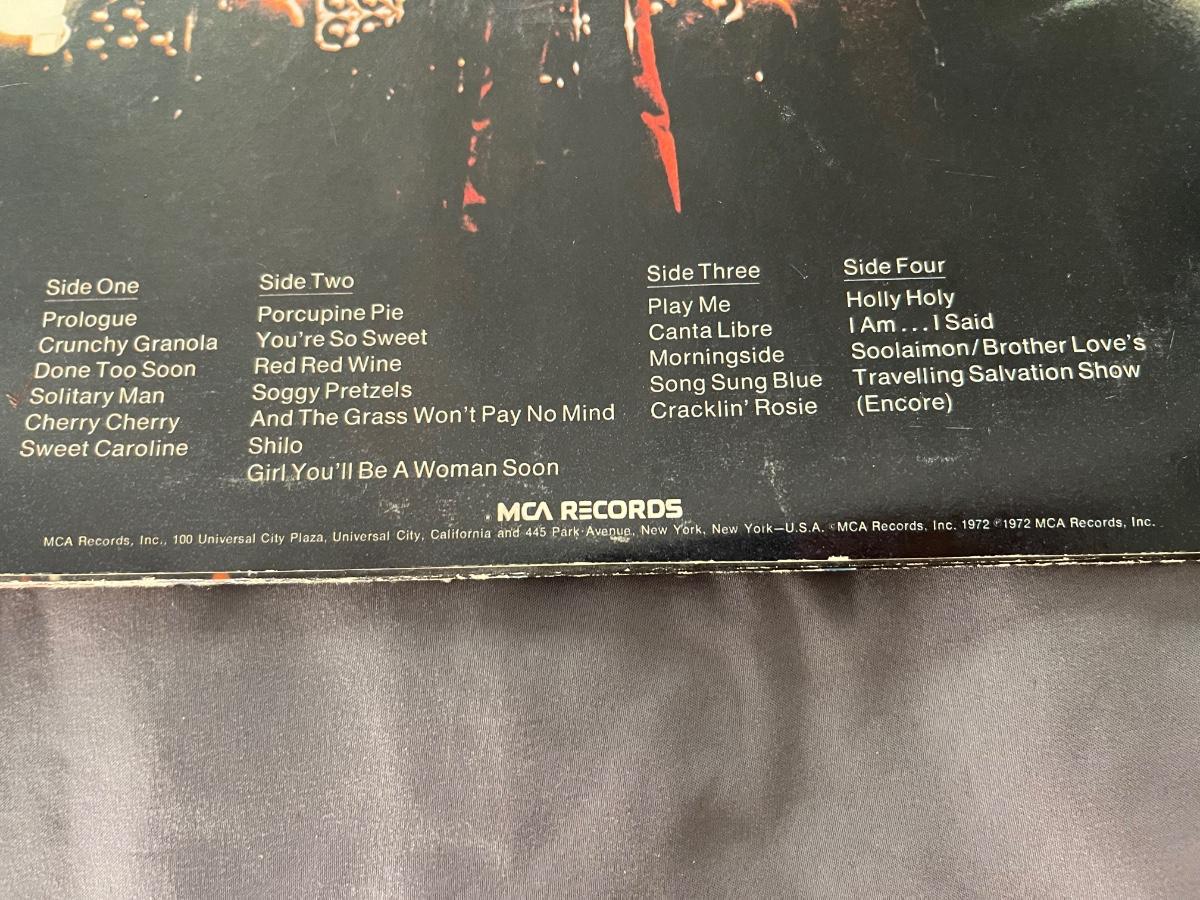 Side One
Prologue
Crunchy Granola
Done Too Soon
Solitary Man
Cherry Cherry
Sweet Caroline
Side Two
Porcupine Pie
You're So Sweet
Red Red Wine
Soggy Pretzels
And The Grass Won't Pay No Mind
Shilo
Girl You'll Be A Woman Soon
Side Three
Play Me
Canta Libre
Morningside
Song Sung Blue
Cracklin' Rosie
Side Four
Holly Holy
I Am...I Said
Soolaimon/Brother Love's
Travelling Salvation Show
(Encore)
MCA RECORDS
MCA Records, Inc., 100 Universal City Plaza, Universal City, California and 445 Park Avenue, New York, New York—U.S.A. ©MCA Records, Inc. 1972 ℗1972 MCA Records, Inc.